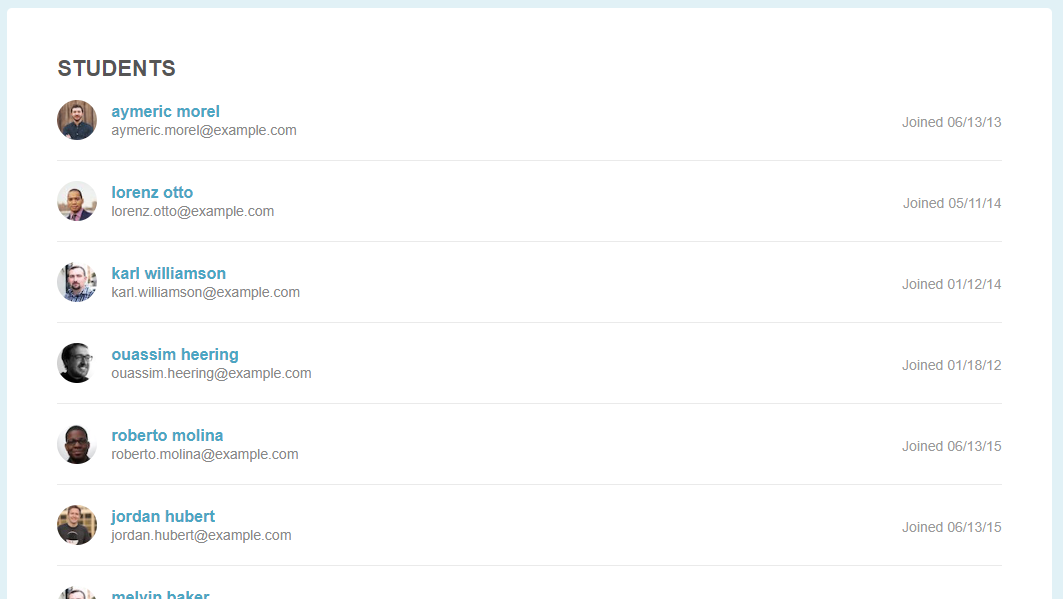 STUDENTS
aymeric morel
aymeric.morel@example.com
Joined 06/13/13
lorenz otto
lorenz.otto@example.com
Joined 05/11/14
karl williamson
karl.williamson@example.com
Joined 01/12/14
ouassim heering
ouassim.heering@example.com
Joined 01/18/12
roberto molina
roberto.molina@example.com
Joined 06/13/15
jordan hubert
jordan.hubert@example.com
Joined 06/13/15
melvin baker